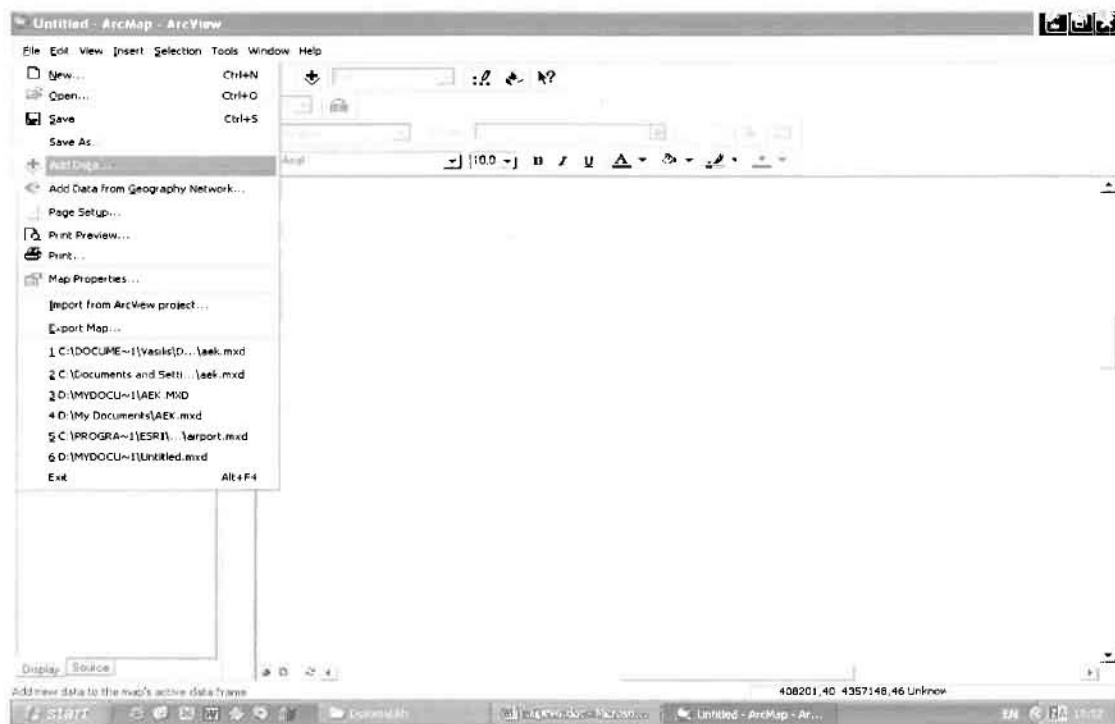 Untitled - ArcMap - ArcView
File Edit View Insert Selection Tools Window Help
New... Ctrl+N
Open... Ctrl+O
Save Ctrl+S
Save As...
Add Data...
10,0 B I U A
Add Data from Geography Network...
Page Setup...
Print Preview...
Print...
Map Properties...
Import from ArcView project...
Export Map...
1 C:\DOCUME~1\Vasilis\D...\aek.mxd
2 C:\Documents and Setti...\aek.mxd
3 D:\MYDOCU~1\AEK.MXD
4 D:\My Documents\AEK.mxd
5 C:\PROGRA~1\ESRI\...\airport.mxd
6 D:\MYDOCU~1\Untitled.mxd
Exit Alt+F4
Display Source
Add new data to the map's active data frame
408201,40 4357148,46 Unknow
start
Untitled - ArcMap - Ar...
EN